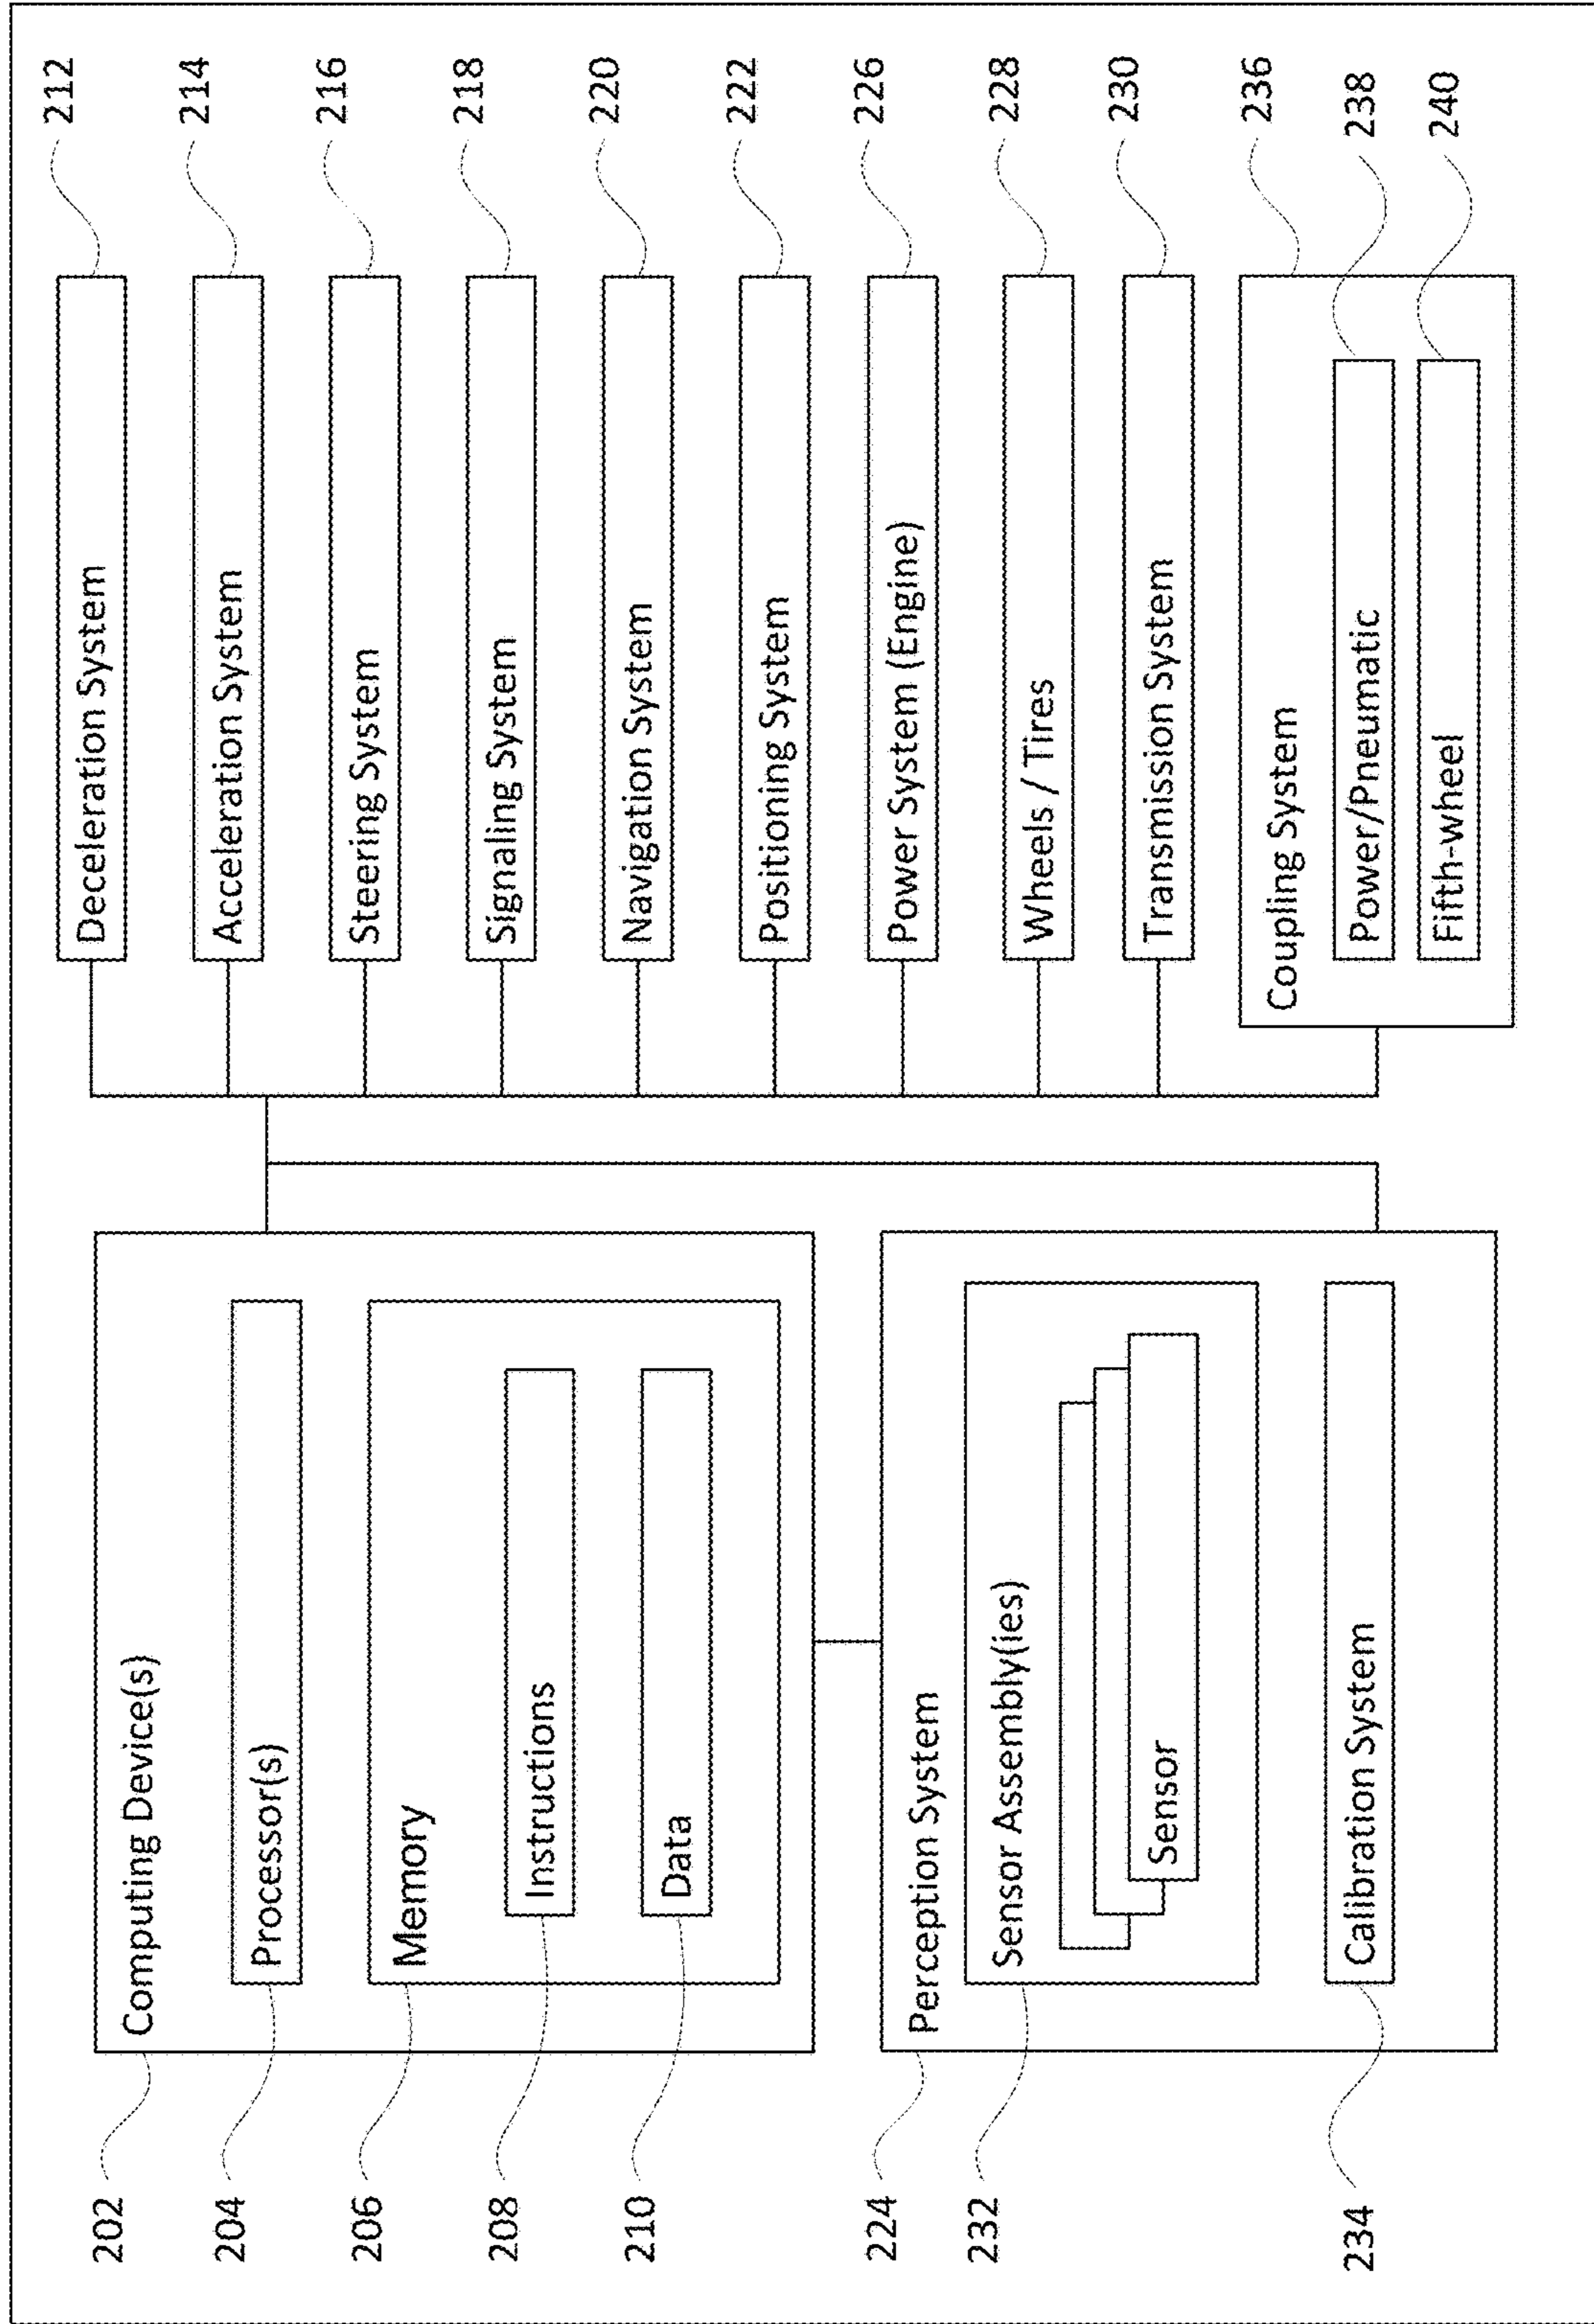 202
Computing Device(s)
204
Processor(s)
206
Memory
208
Instructions
210
Data
224
Perception System
232
Sensor Assembly(ies)
Sensor
234
Calibration System
Deceleration System
212
Acceleration System
214
Steering System
216
Signaling System
218
Navigation System
220
Positioning System
222
Power System (Engine)
226
Wheels / Tires
228
Transmission System
230
Coupling System
236
Power/Pneumatic
238
Fifth-wheel
240